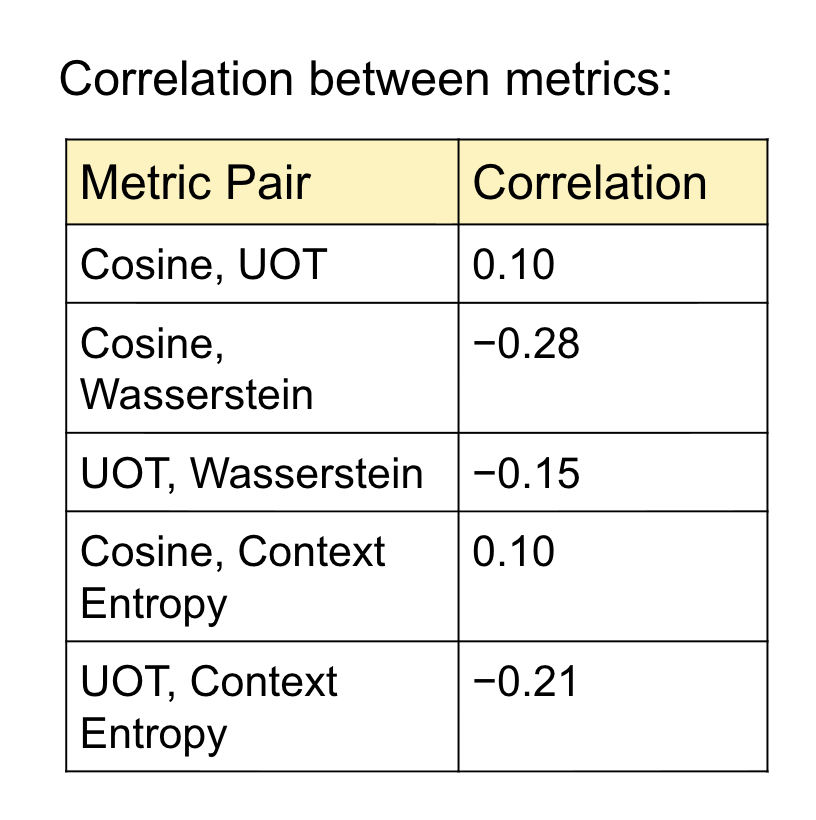 Correlation between metrics:
Metric Pair Correlation
Cosine, UOT 0.10
Cosine, −0.28
Wasserstein
UOT, Wasserstein −0.15
Cosine, Context 0.10
Entropy
UOT, Context −0.21
Entropy